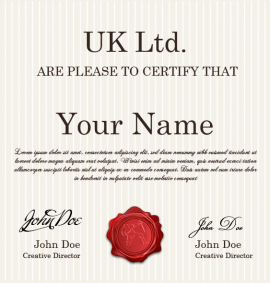 UK Ltd.
ARE PLEASE TO CERTIFY THAT
Your Name
Lorem ipsum dolor sit amet, consectetuer adipiscing elit, sed diam nonummy nibh euismod tincidunt ut
laoreet dolore magna aliquam erat volutpat. Wisisi enim ad minim veniam, quis nostrud exerci tation
ullamcorper suscipit lobortis nisl ut aliquip ex ea commodo consequat. Duis autem vel eum iriure dolor
in hendrerit in vulputate velit esse molestie consequat
John Doe
John Doe
John Doe
John Doe
Creative Director
Creative Director